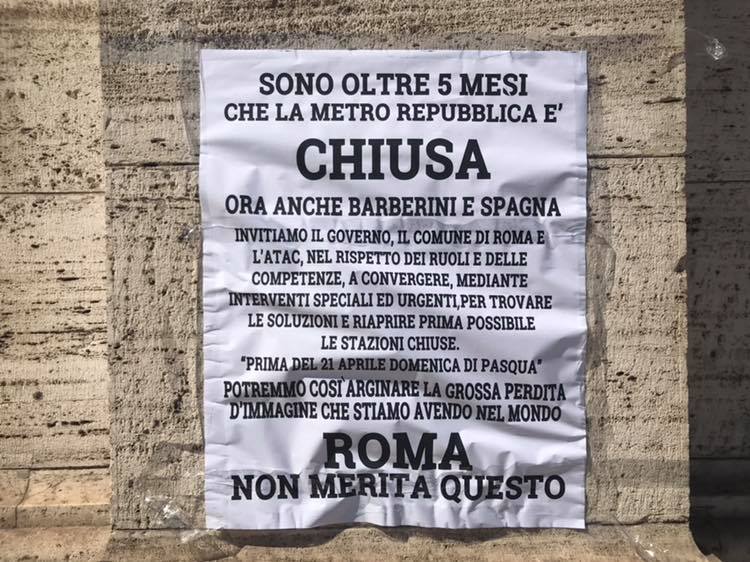 SONO OLTRE 5 MESI
CHE LA METRO REPUBBLICA E'
CHIUSA
ORA ANCHE BARBERINI E SPAGNA
INVITIAMO IL GOVERNO, IL COMUNE DI ROMA E
L'ATAC, NEL RISPETTO DEI RUOLI E DELLE
COMPETENZE, A CONVERGERE, MEDIANTE
INTERVENTI SPECIALI ED URGENTI,PER TROVARE
LE SOLUZIONI E RIAPRIRE PRIMA POSSIBILE
LE STAZIONI CHIUSE.
"PRIMA DEL 21 APRILE DOMENICA DI PASQUA"
POTREMMO COSÌ ARGINARE LA GROSSA PERDITA
D'IMMAGINE CHE STIAMO AVENDO NEL MONDO
ROMA
NON MERITA QUESTO